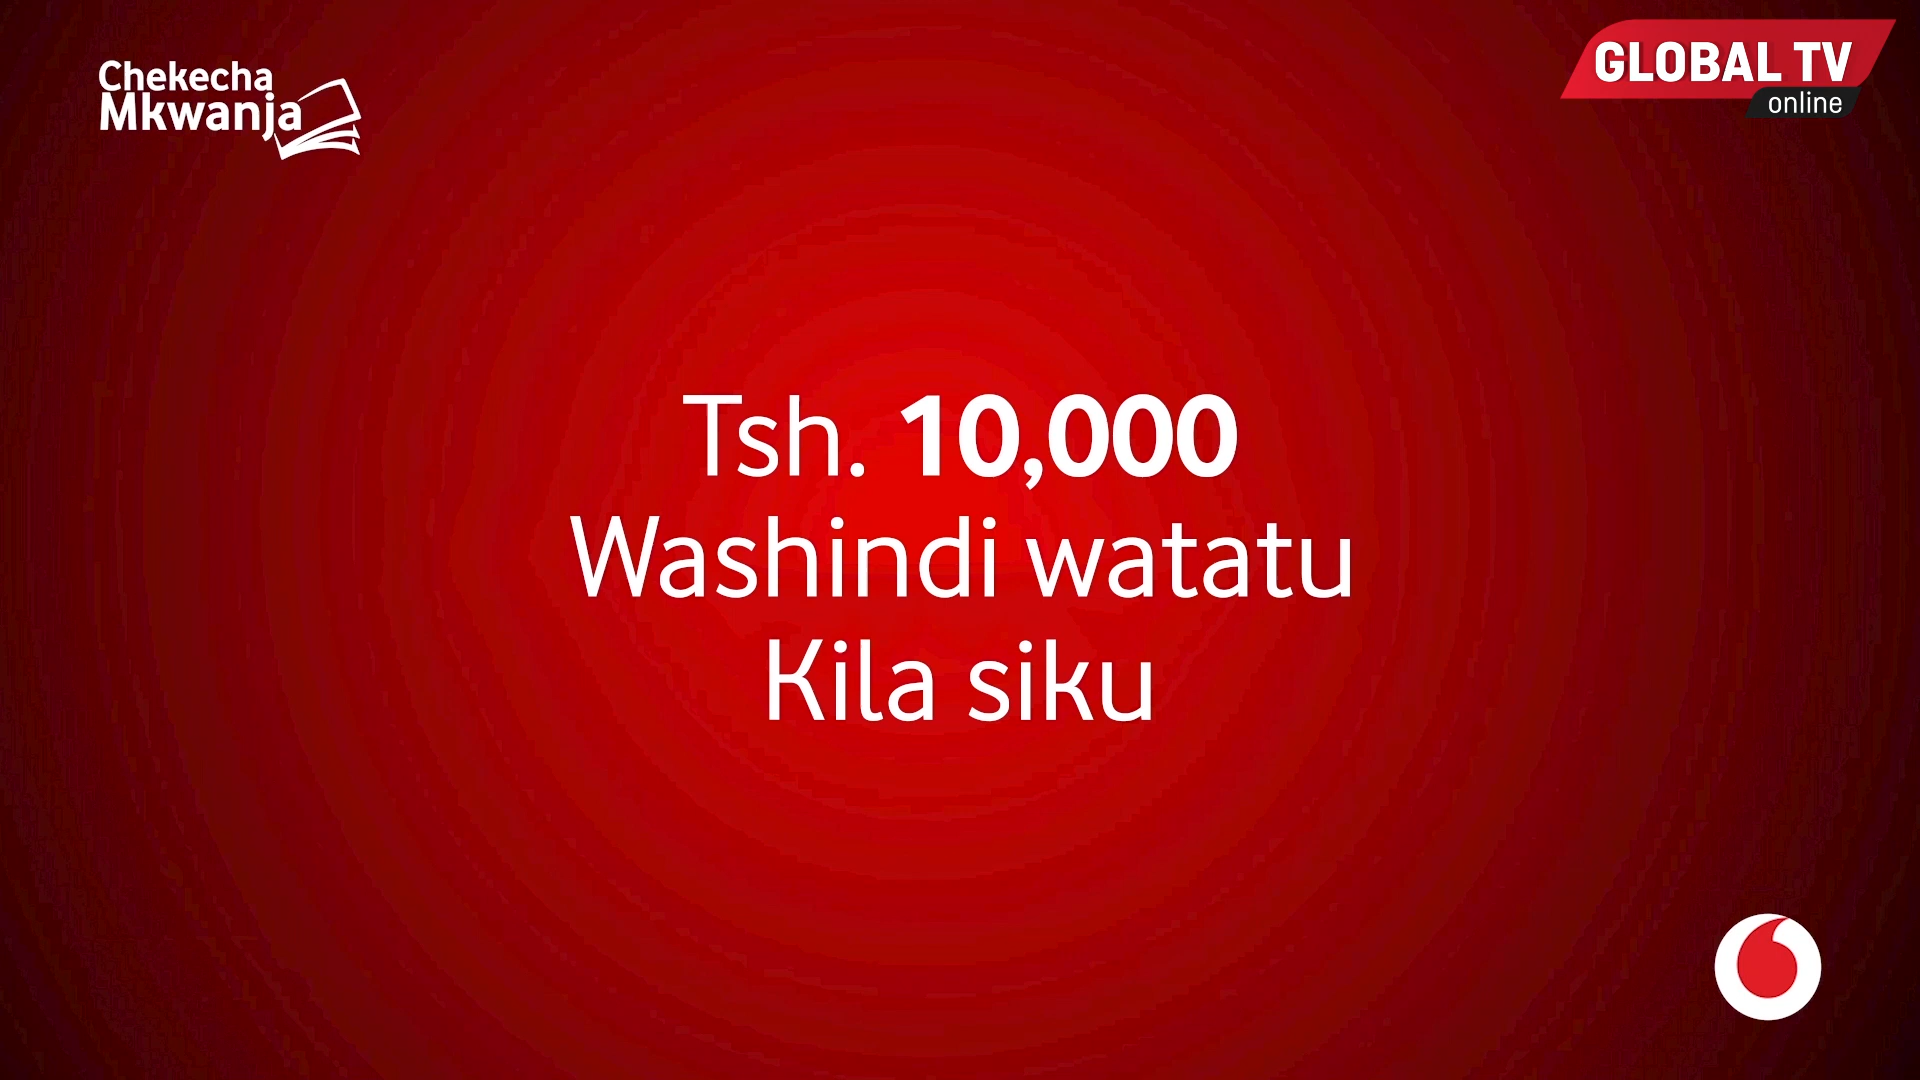 Chekecha
Mkwanja
GLOBAL TV
online
Tsh. 10,000
Washindi watatu
Kila siku